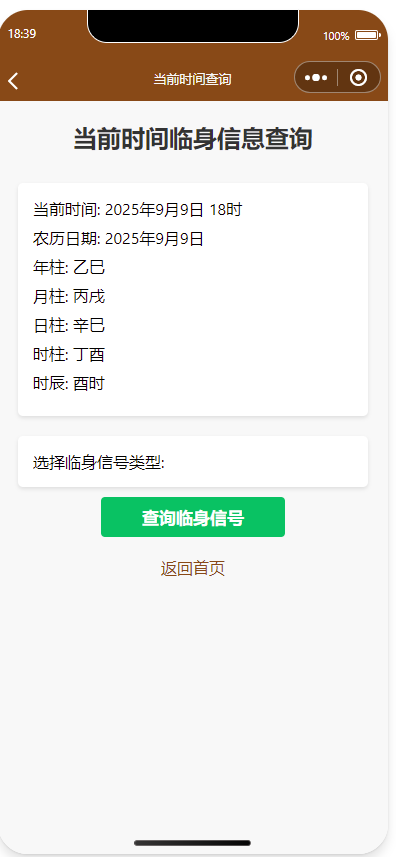 18:39
100%
当前时间查询
当前时间临身信息查询
当前时间: 2025年9月9日 18时
农历日期: 2025年9月9日
年柱: 乙巳
月柱: 丙戌
日柱: 辛巳
时柱: 丁酉
时辰: 酉时
选择临身信号类型:
查询临身信号
返回首页